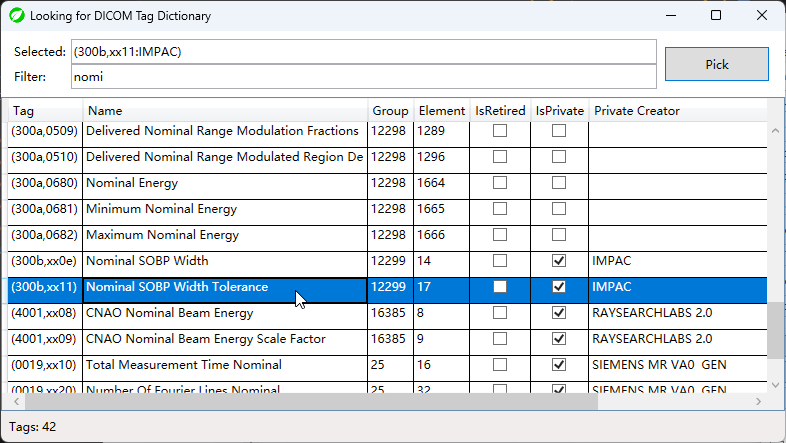 Looking for DICOM Tag Dictionary
Selected: (300b,xx11:IMPAC)
Pick
Filter: nomi
Tag Name Group Element IsRetired IsPrivate Private Creator
(300a,0509) Delivered Nominal Range Modulation Fractions 12298 1289
(300a,0510) Delivered Nominal Range Modulated Region De 12298 1296
(300a,0680) Nominal Energy 12298 1664
(300a,0681) Minimum Nominal Energy 12298 1665
(300a,0682) Maximum Nominal Energy 12298 1666
(300b,xx0e) Nominal SOBP Width 12299 14 IMPAC
(300b,xx11) Nominal SOBP Width Tolerance 12299 17 IMPAC
(4001,xx08) CNAO Nominal Beam Energy 16385 8 RAYSEARCHLABS 2.0
(4001,xx09) CNAO Nominal Beam Energy Scale Factor 16385 9 RAYSEARCHLABS 2.0
(0019,xx10) Total Measurement Time Nominal 25 16 SIEMENS MR VA0  GEN
(0019,xx20) Number Of Fourier Lines Nominal 25 32 SIEMENS MR VA0  GEN
Tags: 42